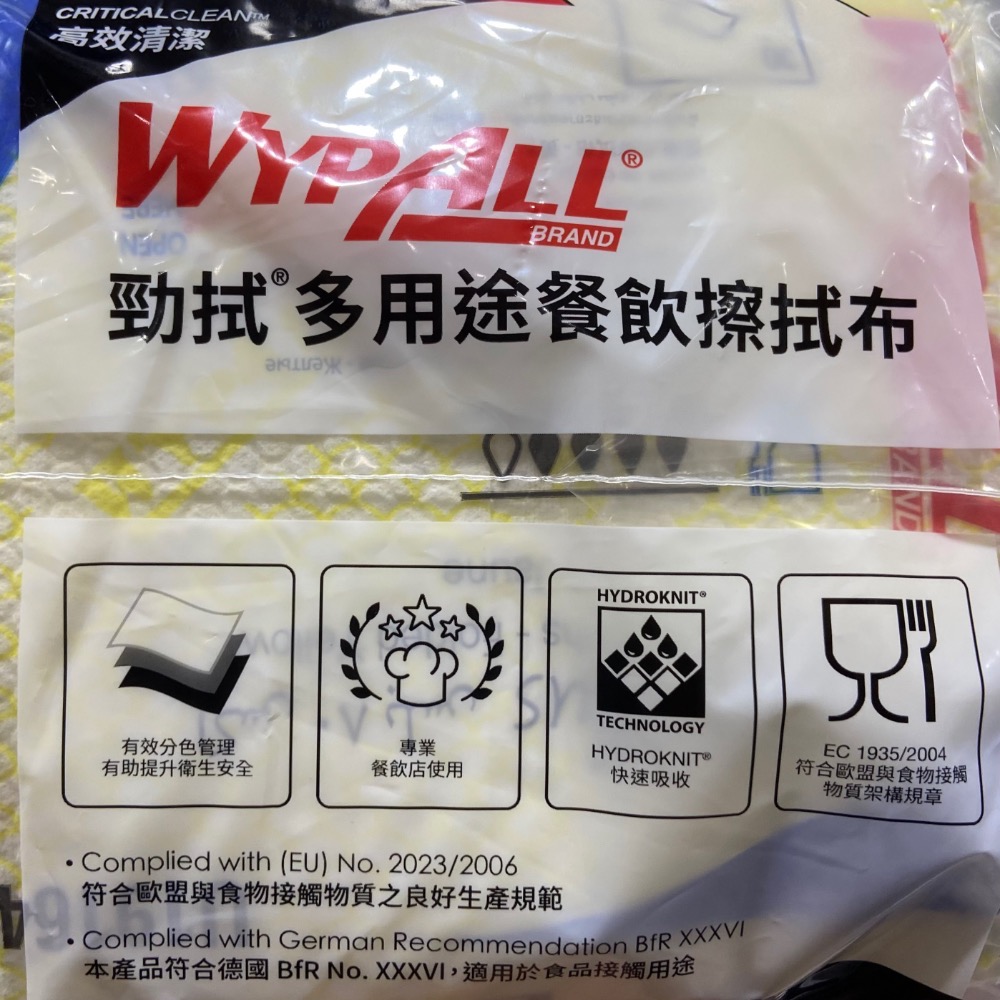 CRITICALCLEAN™
高效清潔
WYPALL®
BRAND
勁拭®多用途餐飲擦拭布
Желтые
有效分色管理
有助提升衛生安全
專業
餐飲店使用
HYDROKNIT®
TECHNOLOGY
HYDROKNIT®
快速吸收
EC 1935/2004
符合歐盟與食物接觸
物質架構規章
• Complied with (EU) No. 2023/2006
符合歐盟與食物接觸物質之良好生產規範
• Complied with German Recommendation BfR XXXVI
本產品符合德國 BfR No. XXXVI，適用於食品接觸用途